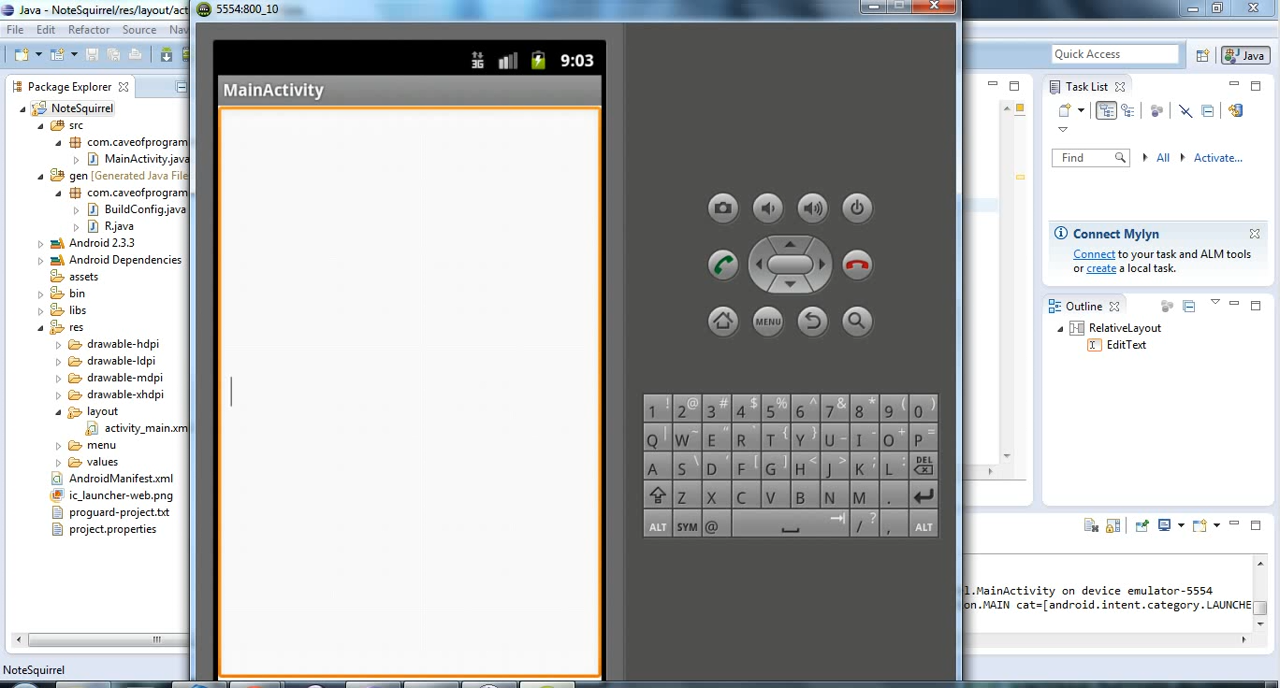 Java - NoteSquirrel/res/layout/act
5554:800_10
File Edit Refactor Source Nav
Quick Access
Java
Package Explorer
NoteSquirrel
src
com.caveofprogram
MainActivity.java
gen [Generated Java File
com.caveofprogram
BuildConfig.java
R.java
Android 2.3.3
Android Dependencies
assets
bin
libs
res
drawable-hdpi
drawable-ldpi
drawable-mdpi
drawable-xhdpi
layout
activity_main.xm
menu
values
AndroidManifest.xml
ic_launcher-web.png
proguard-project.txt
project.properties
NoteSquirrel
3G 9:03
MainActivity
MENU
1 ! 2 @ 3 # 4 $ 5 % 6 ^ 7 & 8 * 9 ( 0 )
Q | W ~ E " R ` T { Y } U _ I - O + P =
A S \ D ' F [ G ] H < J > K ; L : DEL
Z X C V B N M .
ALT SYM @ / ? , ALT
Task List
Find All Activate...
Connect Mylyn
Connect to your task and ALM tools
or create a local task.
Outline
RelativeLayout
EditText
l.MainActivity on device emulator-5554
on.MAIN cat=[android.intent.category.LAUNCHE